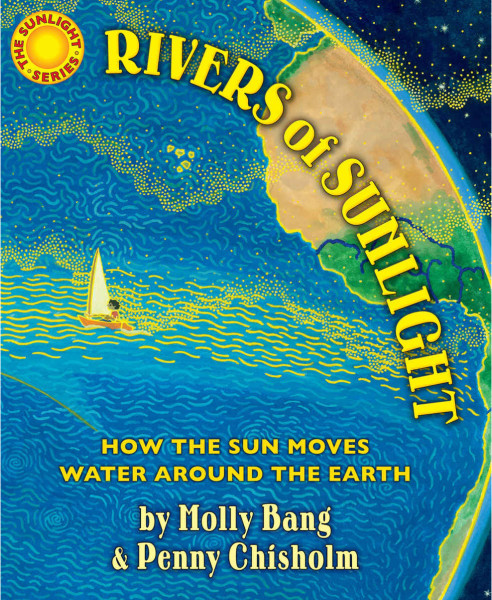 THE SUNLIGHT
SERIES
RIVERS of SUNLIGHT
HOW THE SUN MOVES
WATER AROUND THE EARTH
by Molly Bang
& Penny Chisholm